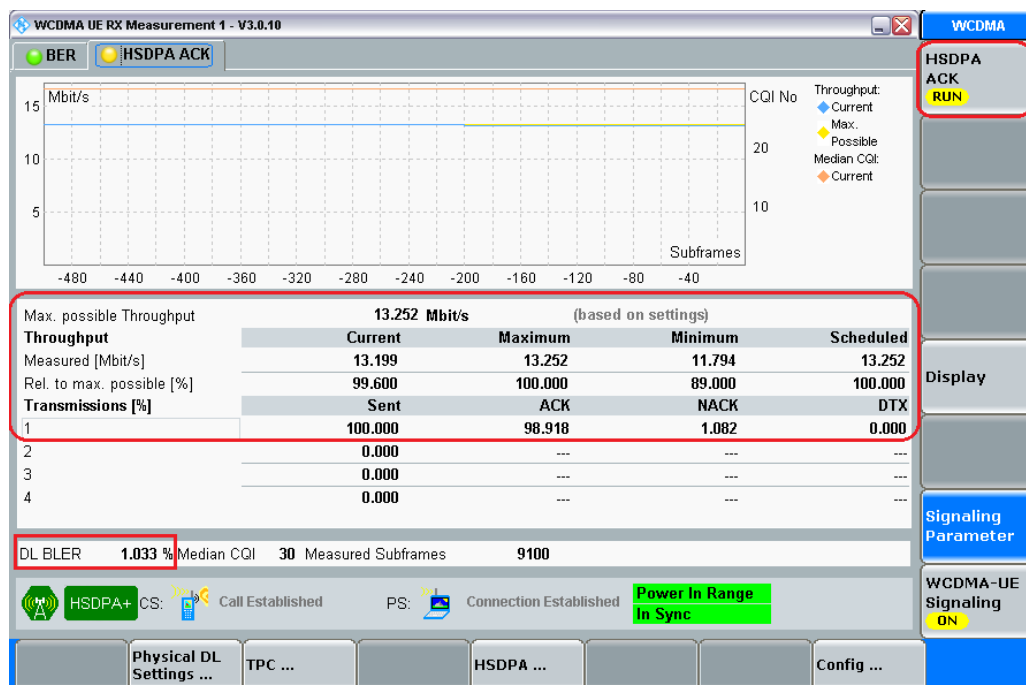 WCDMA UE RX Measurement 1 - V3.0.10
WCDMA
BER HSDPA ACK
HSDPA
ACK
RUN
Mbit/s
15
10
5
CQI No
20
10
Throughput:
Current
Max.
Possible
Median CQI:
Current
Subframes
-480 -440 -400 -360 -320 -280 -240 -200 -160 -120 -80 -40
Max. possible Throughput 13.252 Mbit/s (based on settings)
Throughput Current Maximum Minimum Scheduled
Measured [Mbit/s] 13.199 13.252 11.794 13.252
Rel. to max. possible [%] 99.600 100.000 89.000 100.000
Transmissions [%] Sent ACK NACK DTX
1 100.000 98.918 1.082 0.000
2 0.000 --- --- ---
3 0.000 --- --- ---
4 0.000 --- --- ---
Display
DL BLER 1.033 % Median CQI 30 Measured Subframes 9100
Signaling
Parameter
HSDPA+ CS: Call Established PS: Connection Established
Power In Range
In Sync
WCDMA-UE
Signaling
ON
Physical DL
Settings ...
TPC ...
HSDPA ...
Config ...